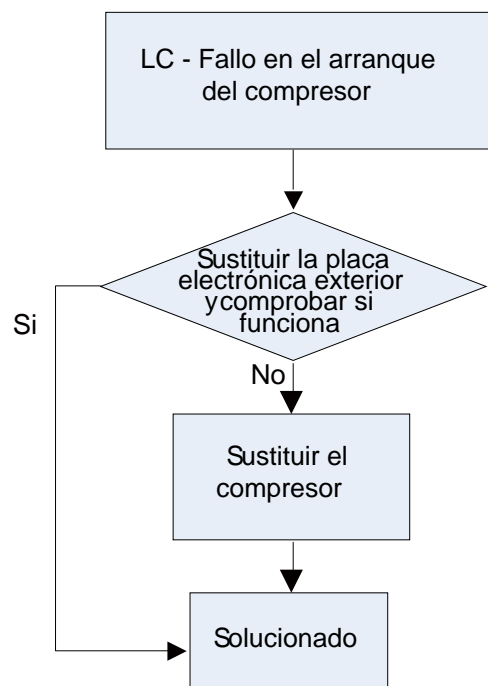 LC - Fallo en el arranque
del compresor
Sustituir la placa
electrónica exterior
y comprobar si
funciona
Si
No
Sustituir el
compresor
Solucionado